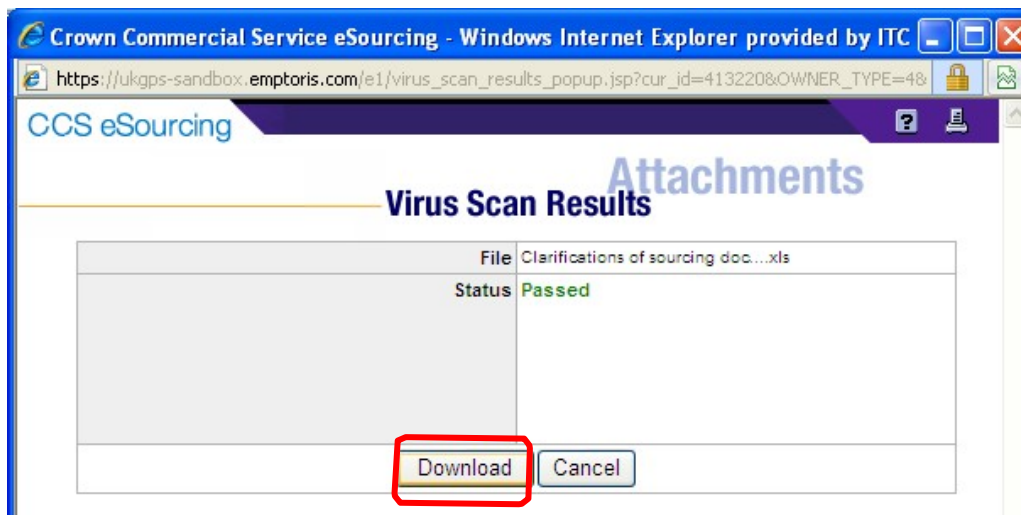 Crown Commercial Service eSourcing - Windows Internet Explorer provided by ITC
https://ukgps-sandbox.emptoris.com/e1/virus_scan_results_popup.jsp?cur_id=413220&OWNER_TYPE=4&
CCS eSourcing
?
Attachments
Virus Scan Results
File Clarifications of sourcing doc....xls
Status Passed
Download Cancel